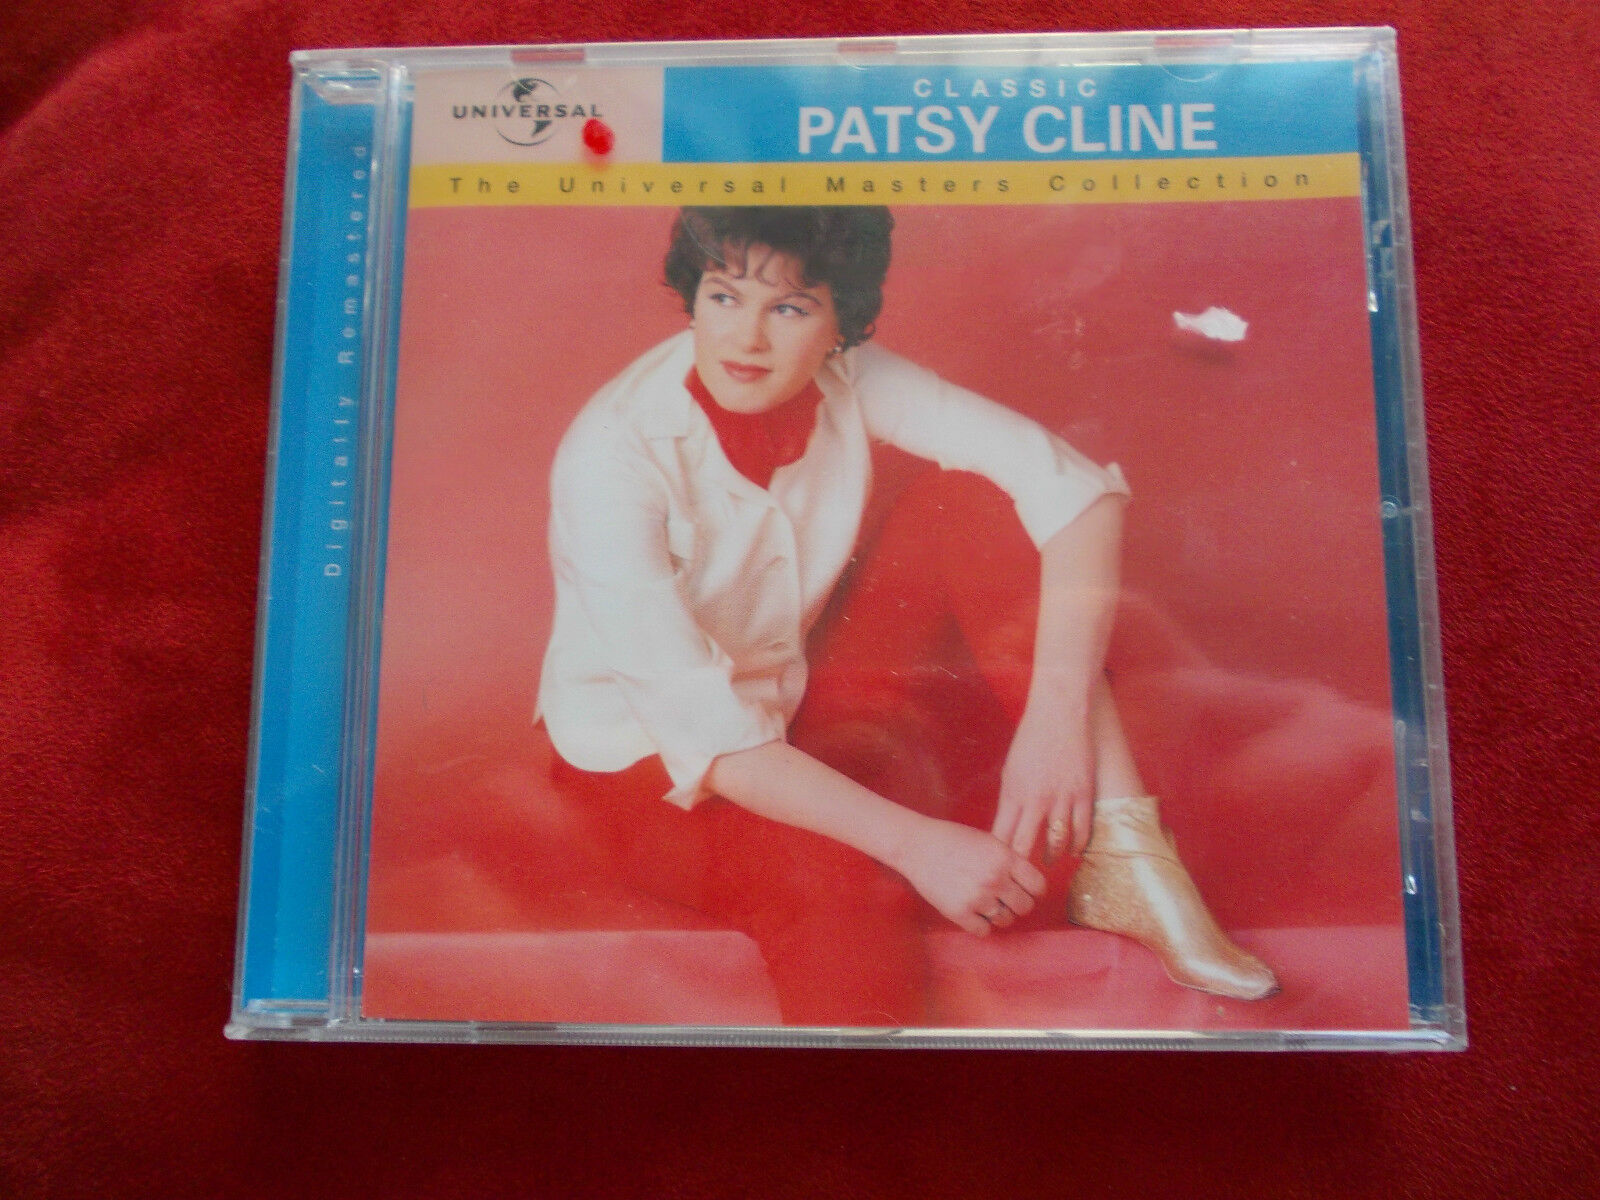 UNIVERSAL
CLASSIC
PATSY CLINE
The Universal Masters Collection
Digitally Remastered